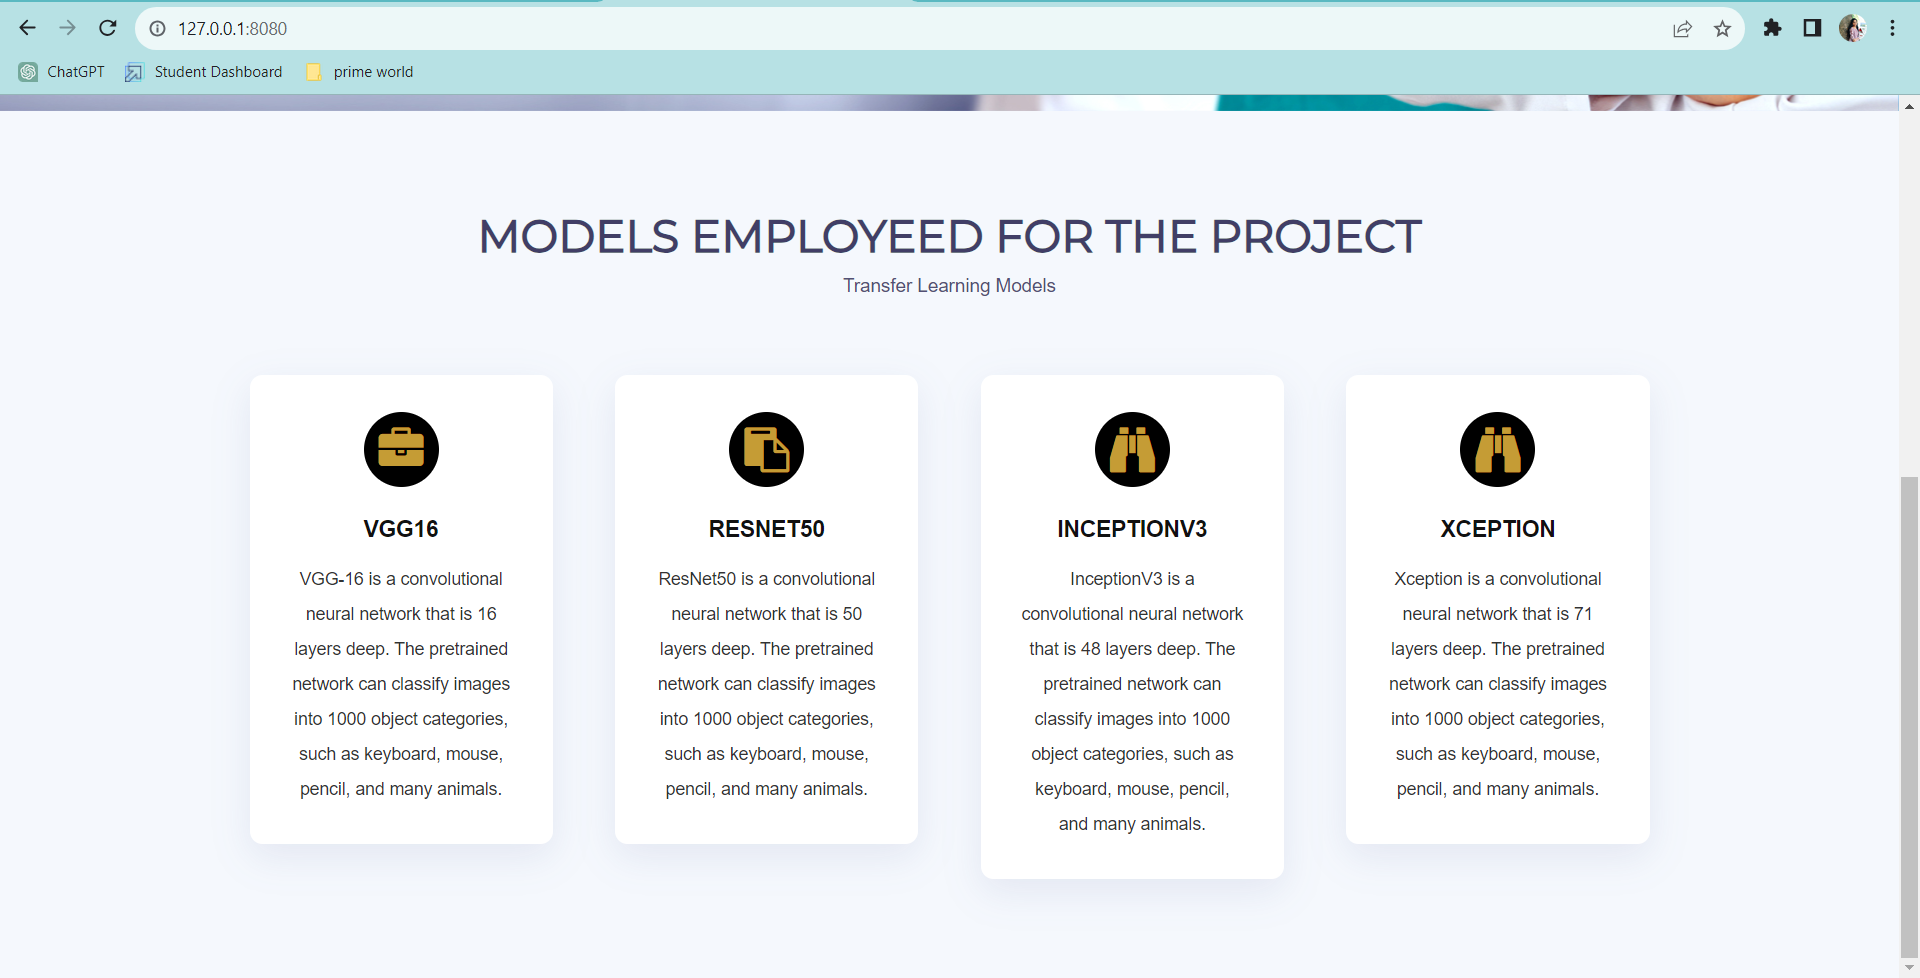 127.0.0.1:8080
ChatGPT Student Dashboard prime world
MODELS EMPLOYEED FOR THE PROJECT
Transfer Learning Models
VGG16
VGG-16 is a convolutional
neural network that is 16
layers deep. The pretrained
network can classify images
into 1000 object categories,
such as keyboard, mouse,
pencil, and many animals.
RESNET50
ResNet50 is a convolutional
neural network that is 50
layers deep. The pretrained
network can classify images
into 1000 object categories,
such as keyboard, mouse,
pencil, and many animals.
INCEPTIONV3
InceptionV3 is a
convolutional neural network
that is 48 layers deep. The
pretrained network can
classify images into 1000
object categories, such as
keyboard, mouse, pencil,
and many animals.
XCEPTION
Xception is a convolutional
neural network that is 71
layers deep. The pretrained
network can classify images
into 1000 object categories,
such as keyboard, mouse,
pencil, and many animals.